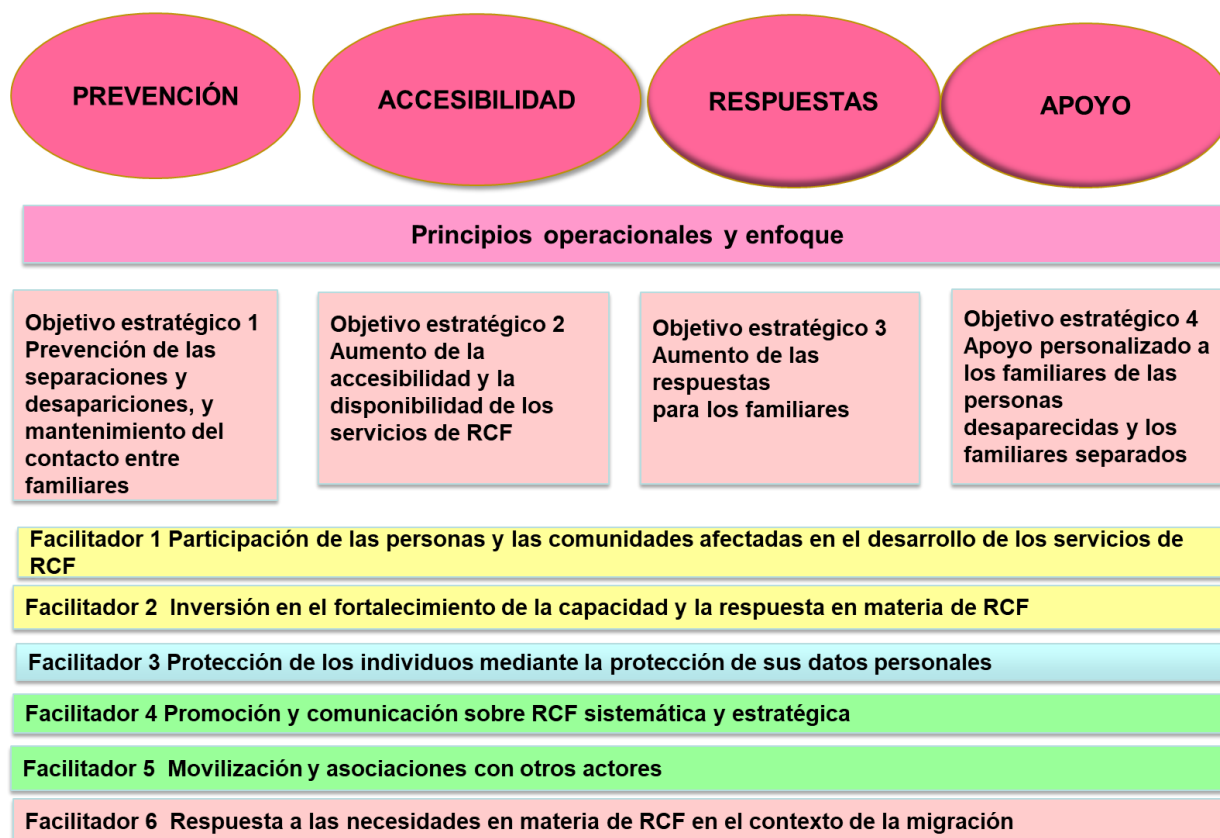 PREVENCIÓN
ACCESIBILIDAD
RESPUESTAS
APOYO
Principios operacionales y enfoque
Objetivo estratégico 1
Prevención de las
separaciones y
desapariciones, y
mantenimiento del
contacto entre
familiares
Objetivo estratégico 2
Aumento de la
accesibilidad y la
disponibilidad de los
servicios de RCF
Objetivo estratégico 3
Aumento de las
respuestas
para los familiares
Objetivo estratégico 4
Apoyo personalizado a
los familiares de las
personas
desaparecidas y los
familiares separados
Facilitador 1 Participación de las personas y las comunidades afectadas en el desarrollo de los servicios de
RCF
Facilitador 2 Inversión en el fortalecimiento de la capacidad y la respuesta en materia de RCF
Facilitador 3 Protección de los individuos mediante la protección de sus datos personales
Facilitador 4 Promoción y comunicación sobre RCF sistemática y estratégica
Facilitador 5 Movilización y asociaciones con otros actores
Facilitador 6 Respuesta a las necesidades en materia de RCF en el contexto de la migración